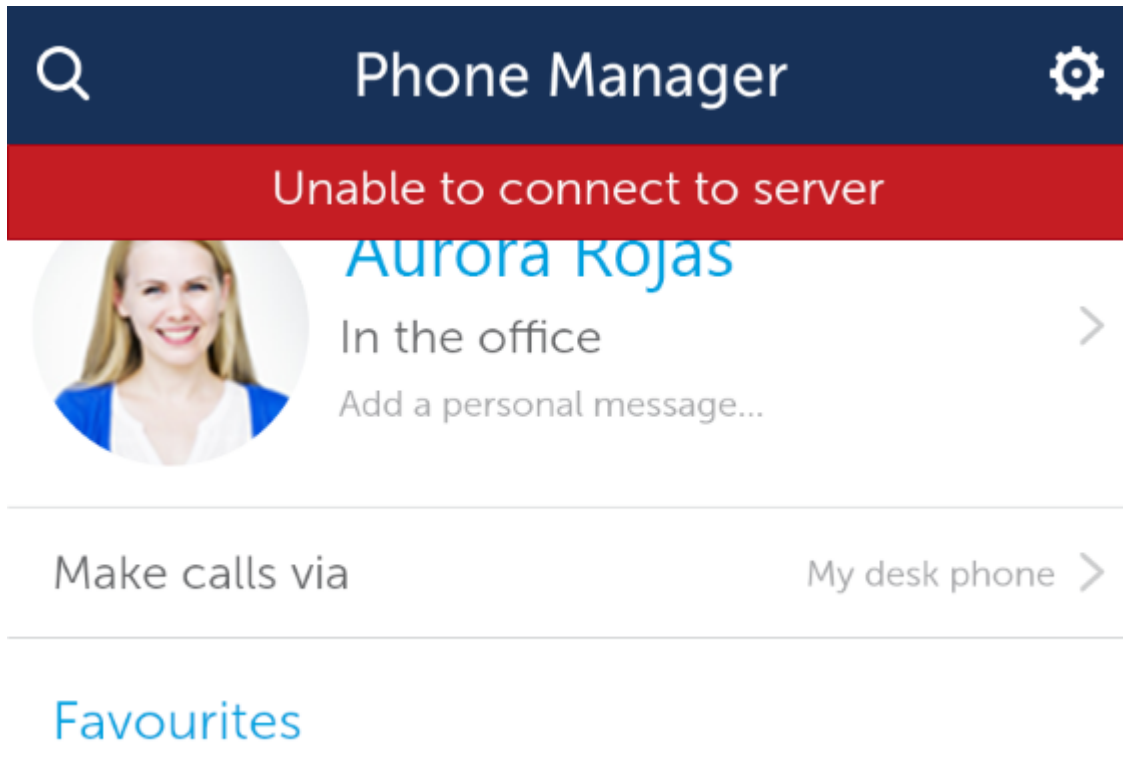 Phone Manager
Unable to connect to server
Aurora Rojas
In the office
Add a personal message...
Make calls via
My desk phone
Favourites